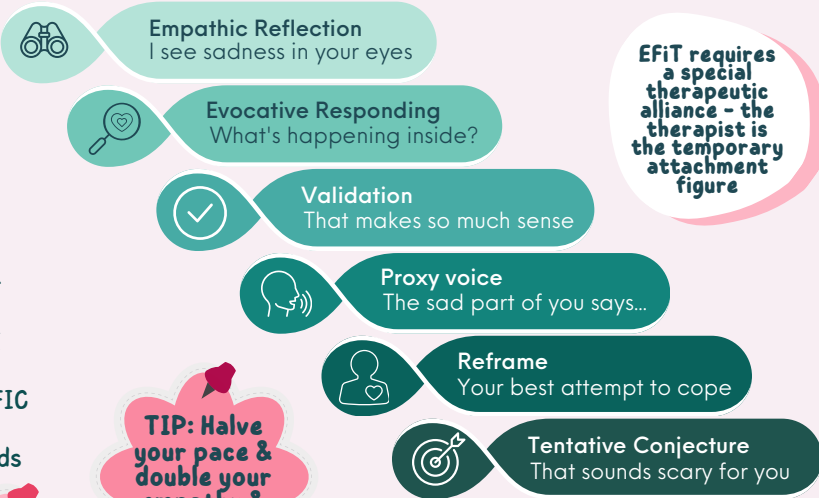 Empathic Reflection
I see sadness in your eyes
EFiT requires
a special
therapeutic
alliance - the
therapist is
the temporary
attachment
figure
Evocative Responding
What's happening inside?
Validation
That makes so much sense
Proxy voice
The sad part of you says...
Reframe
Your best attempt to cope
Tentative Conjecture
That sounds scary for you
TIP: Halve
your pace &
double your